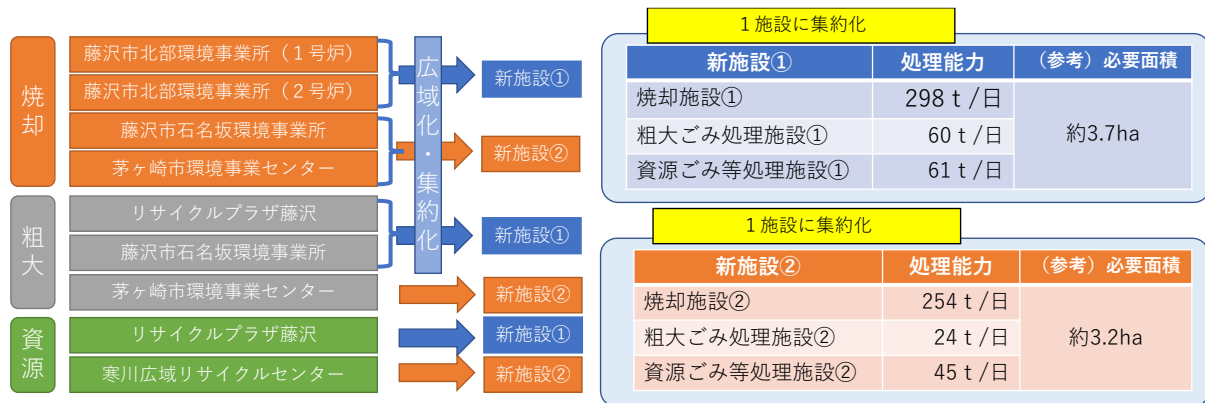 焼却
藤沢市北部環境事業所（１号炉）
藤沢市北部環境事業所（２号炉）
藤沢市石名坂環境事業所
茅ヶ崎市環境事業センター
粗大
リサイクルプラザ藤沢
藤沢市石名坂環境事業所
茅ヶ崎市環境事業センター
資源
リサイクルプラザ藤沢
寒川広域リサイクルセンター
広域化・集約化
新施設①
新施設②
新施設①
新施設②
新施設①
新施設②
１施設に集約化
新施設① 処理能力 （参考）必要面積
焼却施設① 298ｔ/日 約3.7ha
粗大ごみ処理施設① 60ｔ/日
資源ごみ等処理施設① 61ｔ/日
１施設に集約化
新施設② 処理能力 （参考）必要面積
焼却施設② 254ｔ/日 約3.2ha
粗大ごみ処理施設② 24ｔ/日
資源ごみ等処理施設② 45ｔ/日